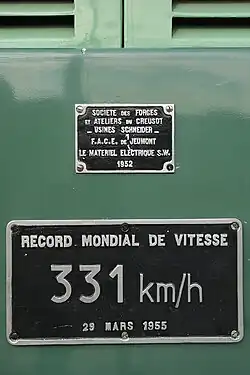 SOCIETE DES FORGES
ET ATELIERS DU CREUSOT
_ USINES SCHNEIDER _
F.A.C.E. DE JEUMONT
LE MATERIEL ELECTRIQUE S.W.
1952
RECORD MONDIAL DE VITESSE
331 km/h
29 MARS 1955